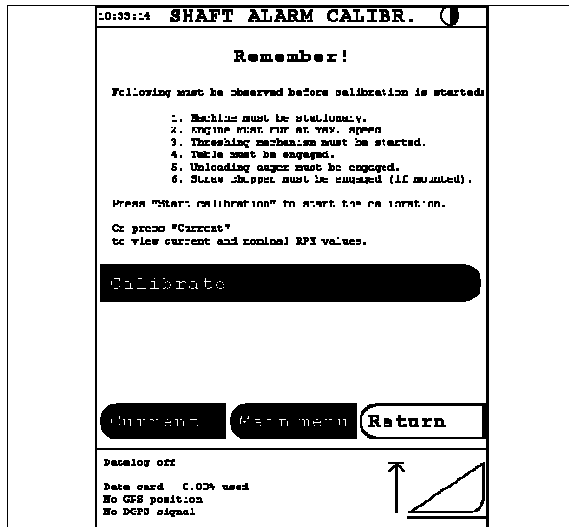 10:33:14 SHAFT ALARM CALIBR.
Remember!
Following must be observed before calibration is started:
1. Machine must be stationary.
2. Engine must run at max. speed
3. Threshing mechanism must be started.
4. Table must be engaged.
5. Unloading auger must be engaged.
6. Straw chopper must be engaged (if mounted).
Press "Start calibration" to start the calibration.
Or press "Current"
to view current and nominal RPM values.
Calibrate
Current Main menu Return
Datalog off
Data card 0.03% used
No GPS position
No DGPS signal